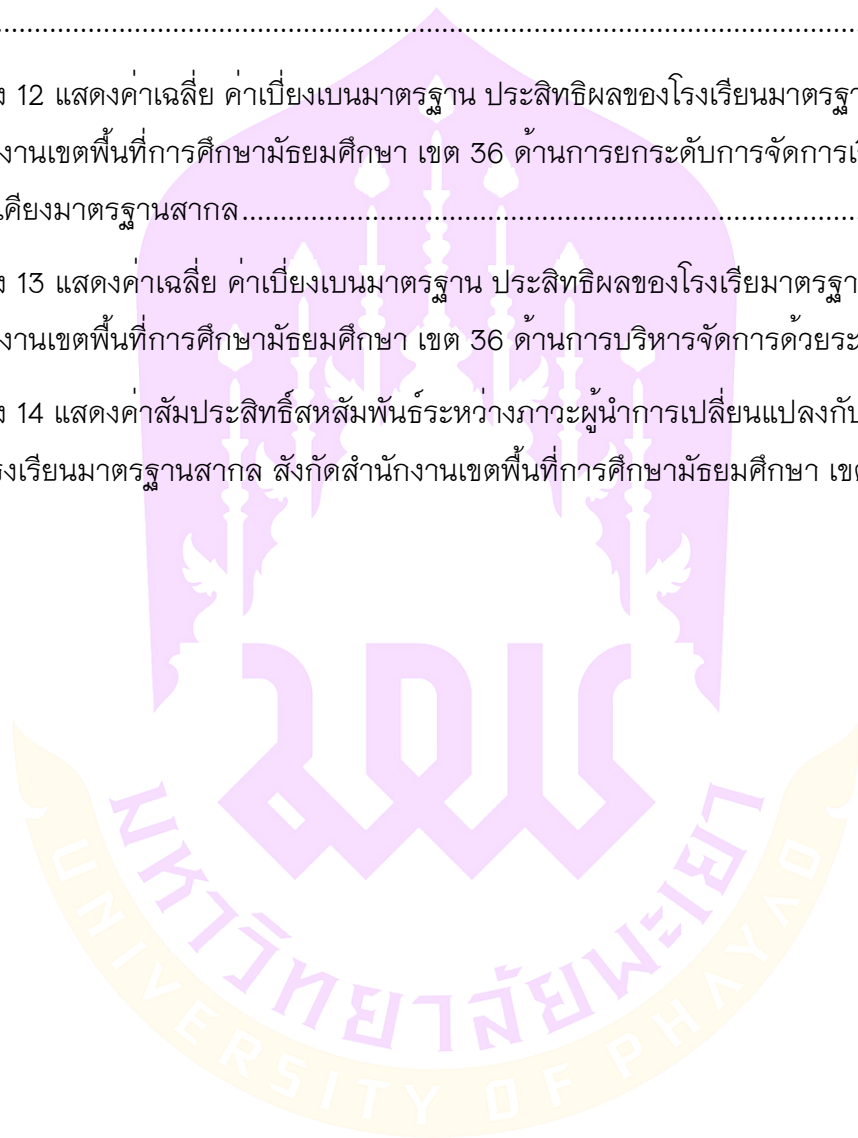 ............................................................................................................
ง 12 แสดงค่าเฉลี่ย ค่าเบี่ยงเบนมาตรฐาน ประสิทธิผลของโรงเรียนมาตรฐา
งานเขตพื้นที่การศึกษามัธยมศึกษา เขต 36 ด้านการยกระดับการจัดการเ
เคียงมาตรฐานสากล..............................................................................
ง 13 แสดงค่าเฉลี่ย ค่าเบี่ยงเบนมาตรฐาน ประสิทธิผลของโรงเรียมาตรฐา
งานเขตพื้นที่การศึกษามัธยมศึกษา เขต 36 ด้านการบริหารจัดการด้วยระ
ง 14 แสดงค่าสัมประสิทธิ์สหสัมพันธ์ระหว่างภาวะผู้นำการเปลี่ยนแปลงกับ
รงเรียนมาตรฐานสากล สังกัดสำนักงานเขตพื้นที่การศึกษามัธยมศึกษา เขต
มหาวิทยาลัยพะเยา
UNIVERSITY OF PHAYAO